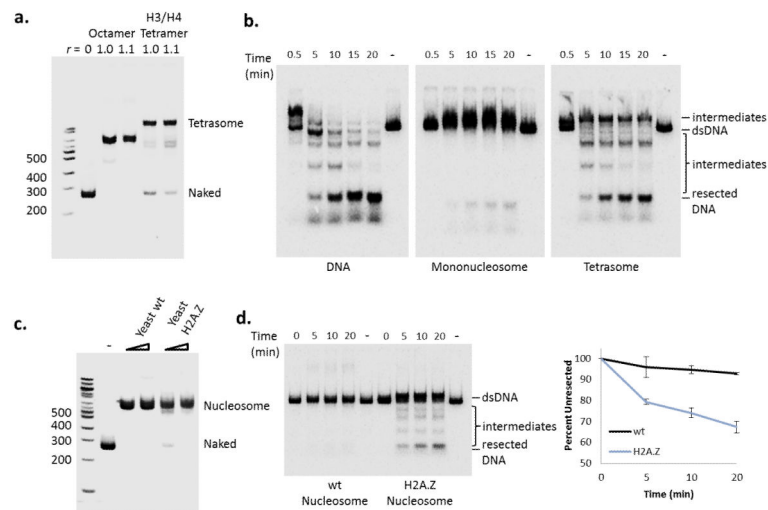 a.
H3/H4
Octamer Tetramer
r = 0 1.0 1.1 1.0 1.1
Tetrasome
500
400
300
200
Naked
b.
Time
(min)
0.5 5 10 15 20 -
0.5 5 10 15 20 -
0.5 5 10 15 20 -
intermediates
dsDNA
intermediates
resected
DNA
DNA
Mononucleosome
Tetrasome
c.
- Yeast wt Yeast H2A.Z
Nucleosome
500
400
300
200
Naked
d.
Time
(min)
0 5 10 20 - 0 5 10 20 -
dsDNA
intermediates
resected
DNA
wt
Nucleosome
H2A.Z
Nucleosome
Percent Unresected
100
90
80
70
60
50
wt
H2A.Z
0 5 10 20
Time (min)